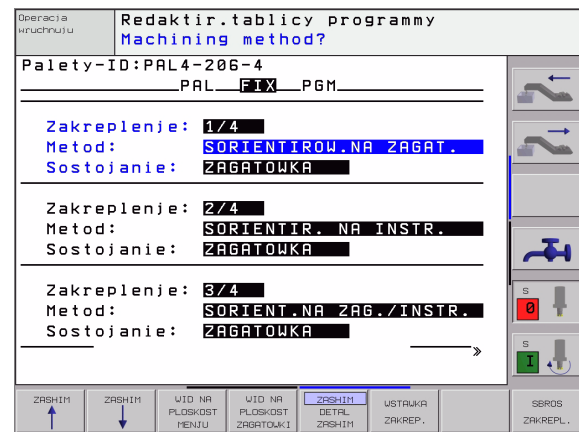 Operacja
wruchnuju
Redaktir.tablicy programmy
Machining method?
Palety-ID:PAL4-206-4
PAL FIX PGM
Zakreplenje: 1/4
Metod: SORIENTIROW.NA ZAGAT.
Sostojanie: ZAGATOWKA
Zakreplenje: 2/4
Metod: SORIENTIR. NA INSTR.
Sostojanie: ZAGATOWKA
Zakreplenje: 3/4
Metod: SORIENT.NA ZAG./INSTR.
Sostojanie: ZAGATOWKA
»
S
0
S
I
ZASHIM
ZASHIM
WID NA
PLOSKOST
MENJU
WID NA
PLOSKOST
ZAGATOWKI
ZASHIM
DETAL
ZASHIM
WSTAWKA
ZAKREP.
SBROS
ZAKREPL.